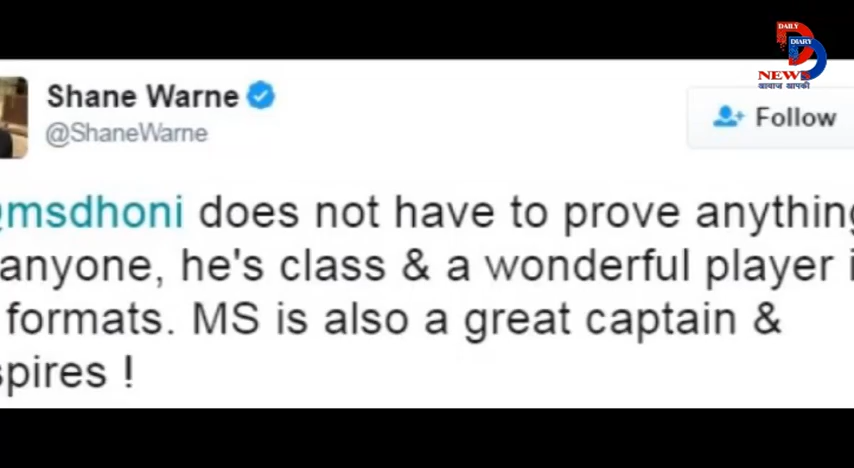 DAILY
DIARY
NEWS
आवाज आपकी
Shane Warne
@ShaneWarne
Follow
@msdhoni does not have to prove anything
anyone, he's class & a wonderful player i
formats. MS is also a great captain &
spires !